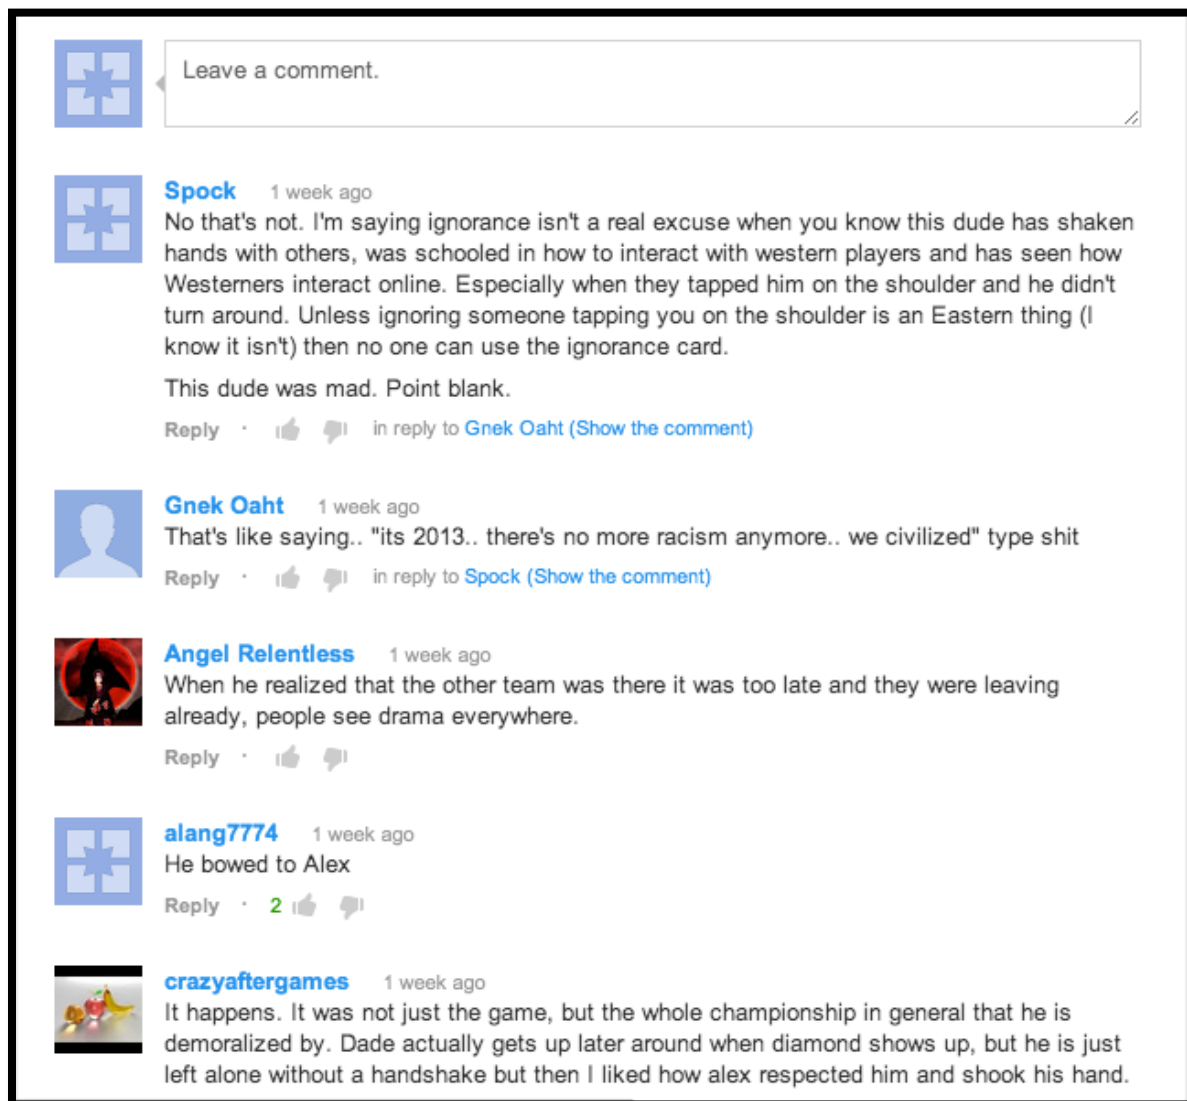 Leave a comment.
Spock 1 week ago
No that's not. I'm saying ignorance isn't a real excuse when you know this dude has shaken
hands with others, was schooled in how to interact with western players and has seen how
Westerners interact online. Especially when they tapped him on the shoulder and he didn't
turn around. Unless ignoring someone tapping you on the shoulder is an Eastern thing (I
know it isn't) then no one can use the ignorance card.
This dude was mad. Point blank.
Reply · in reply to Gnek Oaht (Show the comment)
Gnek Oaht 1 week ago
That's like saying.. "its 2013.. there's no more racism anymore.. we civilized" type shit
Reply · in reply to Spock (Show the comment)
Angel Relentless 1 week ago
When he realized that the other team was there it was too late and they were leaving
already, people see drama everywhere.
Reply ·
alang7774 1 week ago
He bowed to Alex
Reply · 2
crazyaftergames 1 week ago
It happens. It was not just the game, but the whole championship in general that he is
demoralized by. Dade actually gets up later around when diamond shows up, but he is just
left alone without a handshake but then I liked how alex respected him and shook his hand.